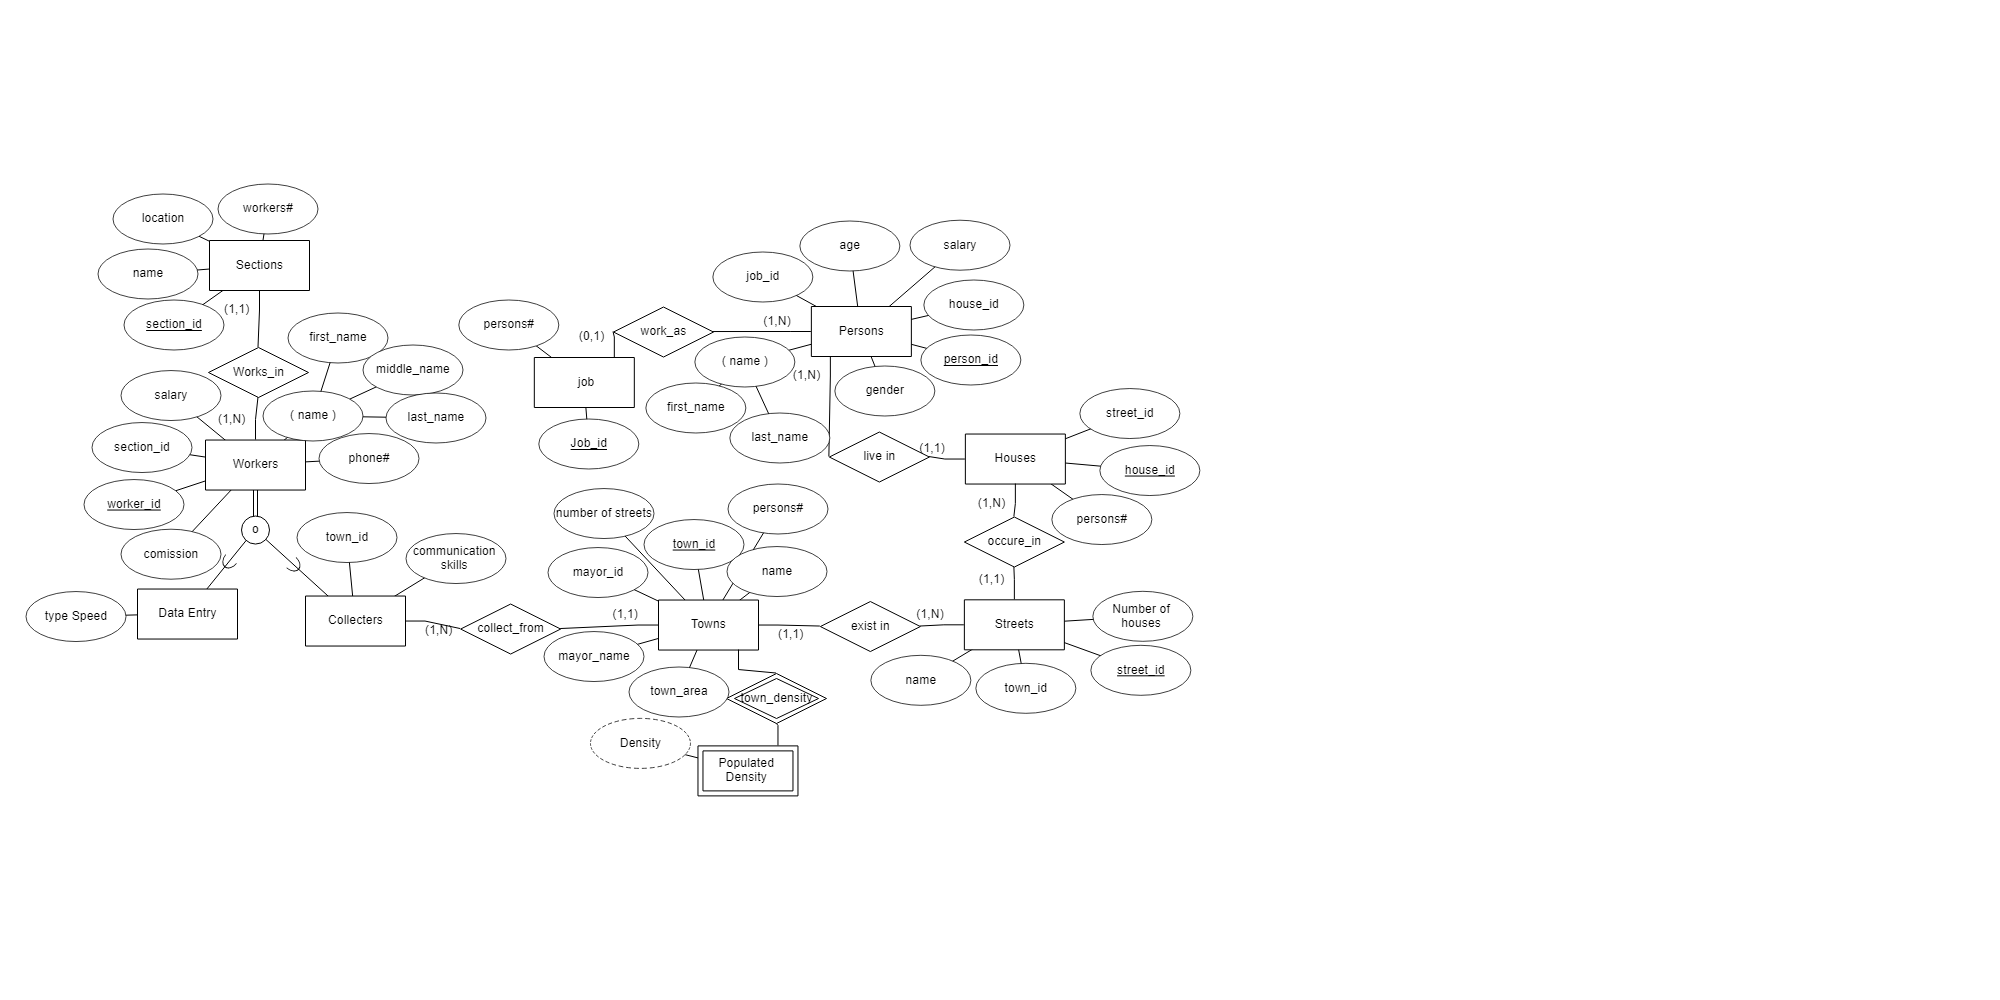 location
workers#
name
Sections
section_id
(1,1)
Works_in
first_name
middle_name
( name )
last_name
salary
(1,N)
section_id
Workers
phone#
worker_id
comission
o
town_id
communication
skills
type Speed
Data Entry
Collecters
(1,N)
collect_from
(1,1)
persons#
(0,1)
work_as
(1,N)
job
Job_id
job_id
age
salary
house_id
Persons
person_id
( name )
(1,N)
gender
first_name
last_name
live in
(1,1)
Houses
street_id
house_id
persons#
(1,N)
occure_in
(1,1)
number of streets
persons#
town_id
mayor_id
name
Towns
mayor_name
town_area
town_density
Density
Populated
Density
(1,1)
exist in
(1,N)
Streets
Number of
houses
street_id
name
town_id